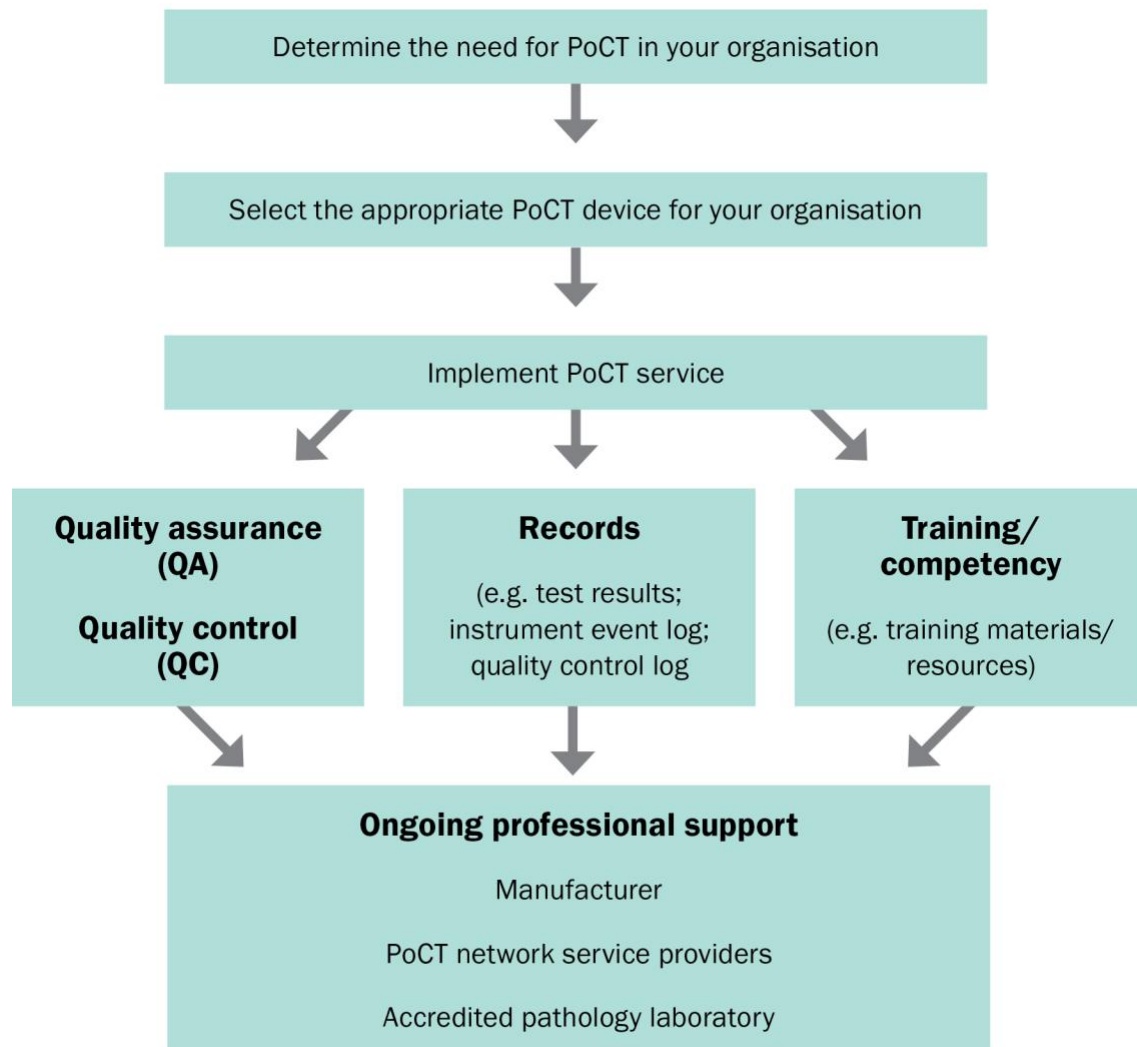 Determine the need for PoCT in your organisation
Select the appropriate PoCT device for your organisation
Implement PoCT service
Quality assurance
(QA)
Quality control
(QC)
Records
(e.g. test results;
instrument event log;
quality control log
Training/
competency
(e.g. training materials/
resources)
Ongoing professional support
Manufacturer
PoCT network service providers
Accredited pathology laboratory